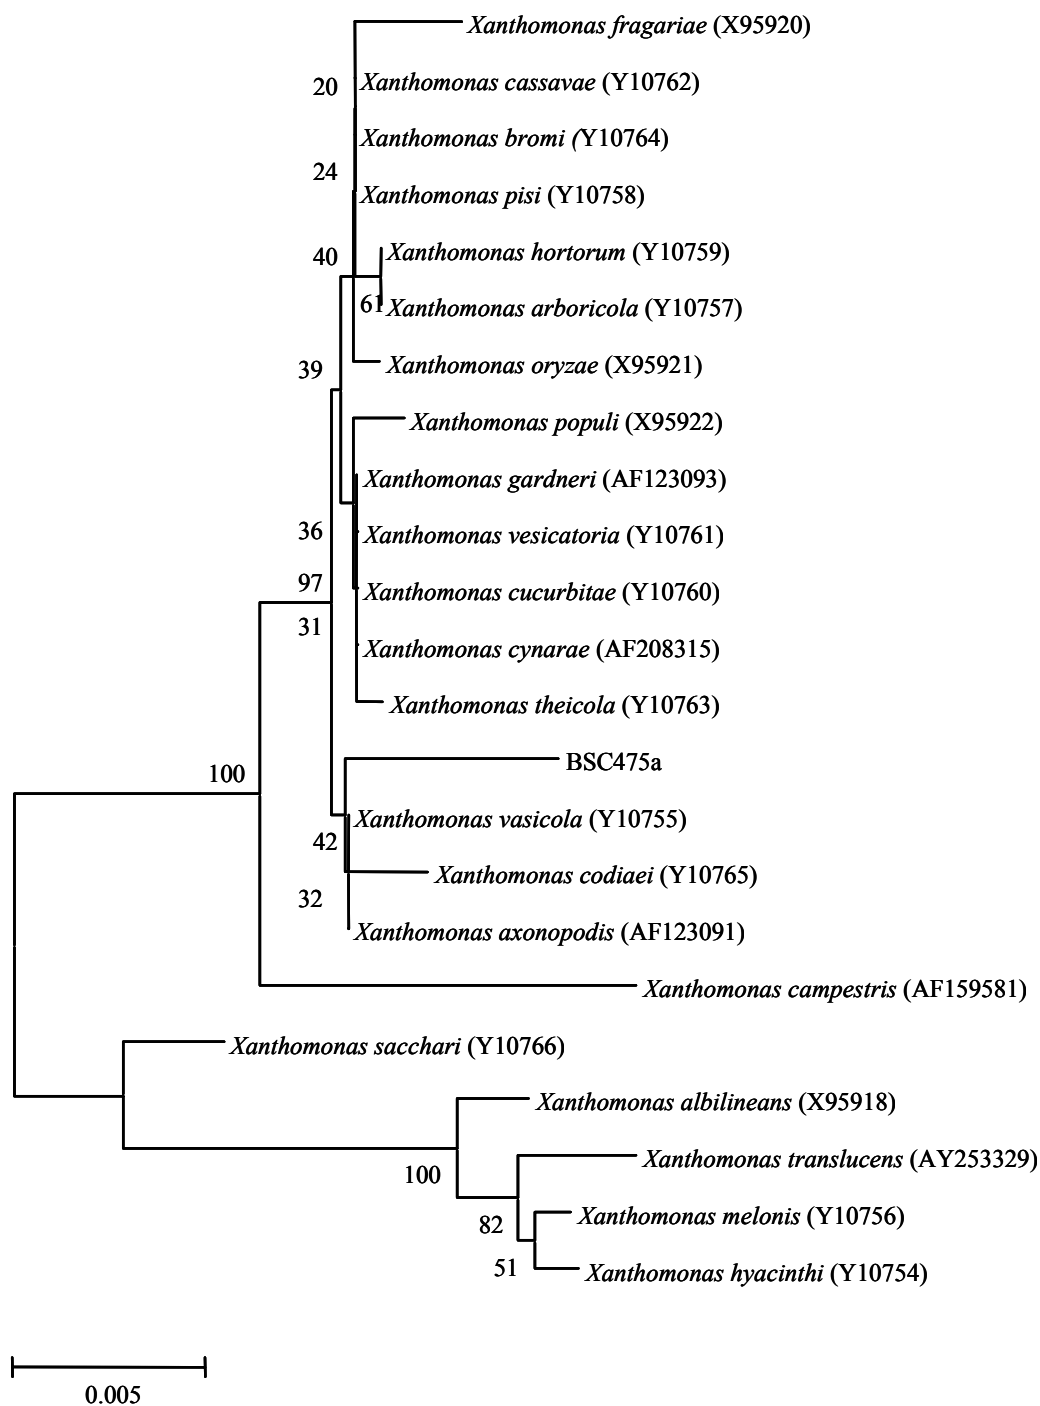 Xanthomonas fragariae (X95920)
20
Xanthomonas cassavae (Y10762)
Xanthomonas bromi (Y10764)
24
Xanthomonas pisi (Y10758)
40
Xanthomonas hortorum (Y10759)
61
Xanthomonas arboricola (Y10757)
39
Xanthomonas oryzae (X95921)
Xanthomonas populi (X95922)
Xanthomonas gardneri (AF123093)
36
Xanthomonas vesicatoria (Y10761)
97
Xanthomonas cucurbitae (Y10760)
31
Xanthomonas cynarae (AF208315)
Xanthomonas theicola (Y10763)
BSC475a
100
Xanthomonas vasicola (Y10755)
42
Xanthomonas codiaei (Y10765)
32
Xanthomonas axonopodis (AF123091)
Xanthomonas campestris (AF159581)
Xanthomonas sacchari (Y10766)
Xanthomonas albilineans (X95918)
Xanthomonas translucens (AY253329)
100
Xanthomonas melonis (Y10756)
82
Xanthomonas hyacinthi (Y10754)
51
0.005